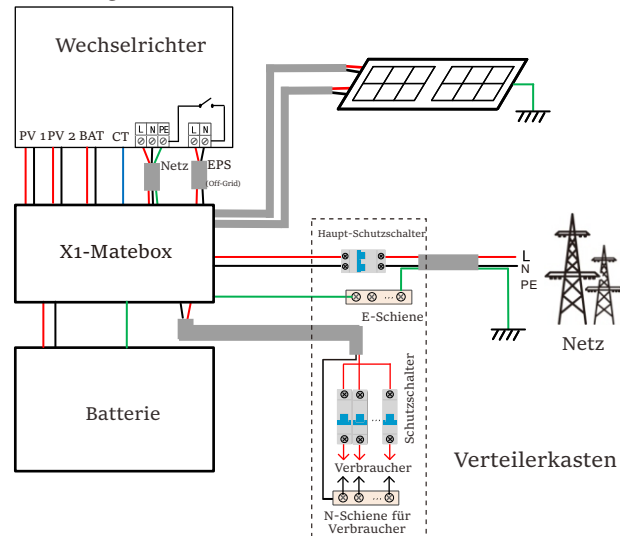 Wechselrichter
PV 1 PV 2 BAT CT
L N PE
L N
Netz
EPS
(Off-Grid)
X1-Matebox
Haupt-Schutzschalter
L
N
PE
E-Schiene
Netz
Batterie
Schutzschalter
Verbraucher
Verteilerkasten
N-Schiene für
Verbraucher